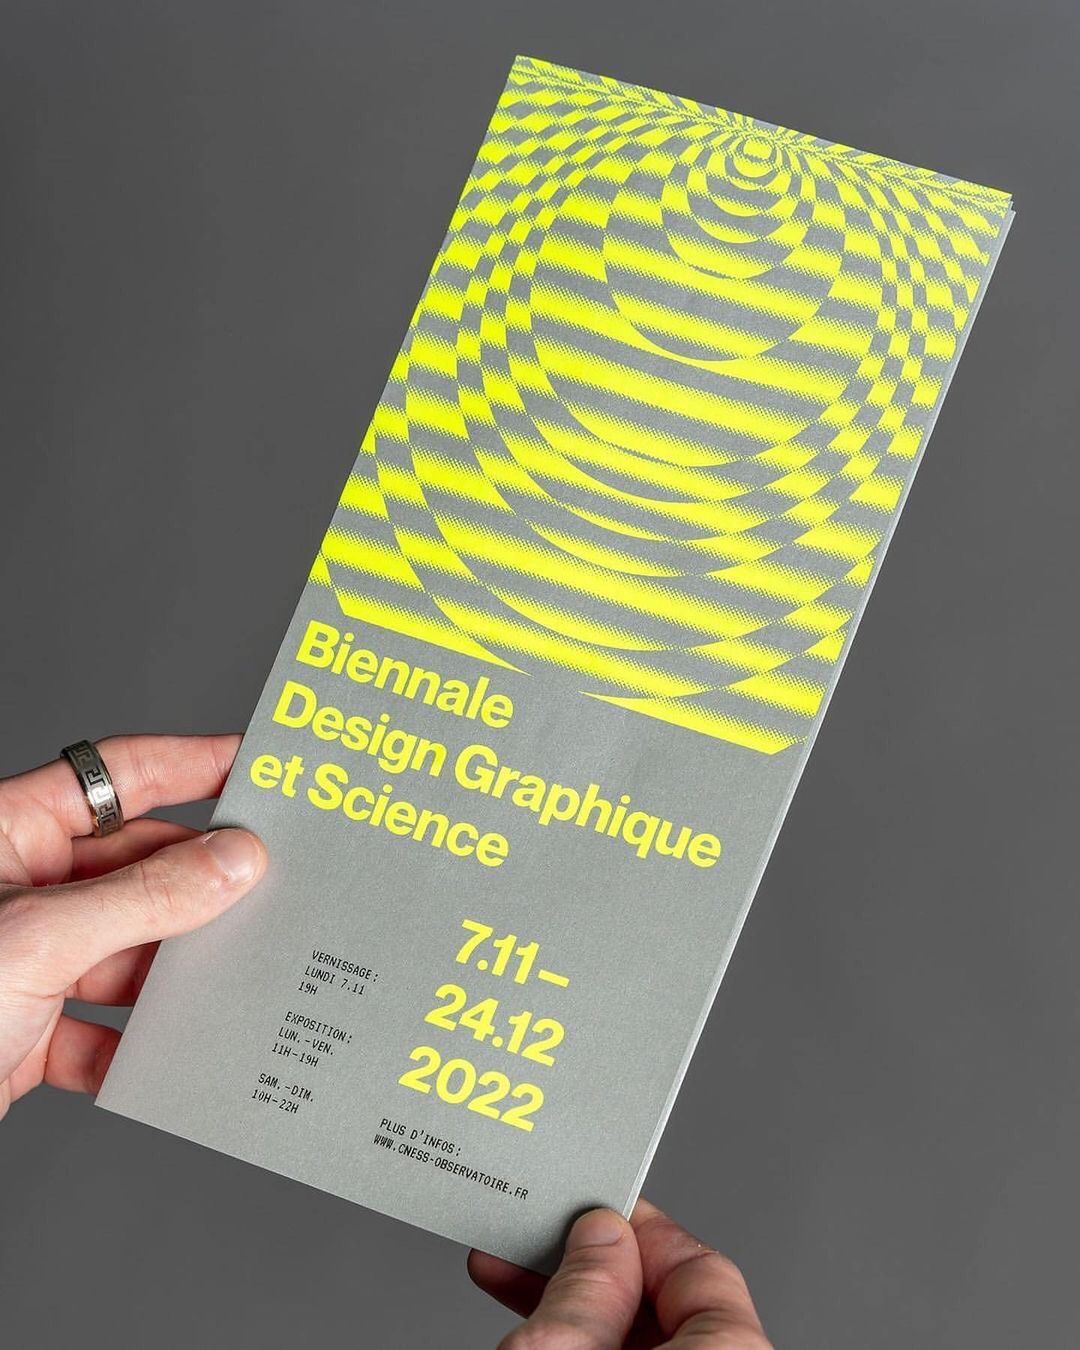 Biennale
Design Graphique
et Science
7.11–
24.12
2022
VERNISSAGE:
LUNDI 7.11
19H
EXPOSITION:
LUN.-VEN.
11H-19H
SAM.-DIM.
10H-22H
PLUS D'INFOS:
WWW.CNESS-OBSERVATOIRE.FR